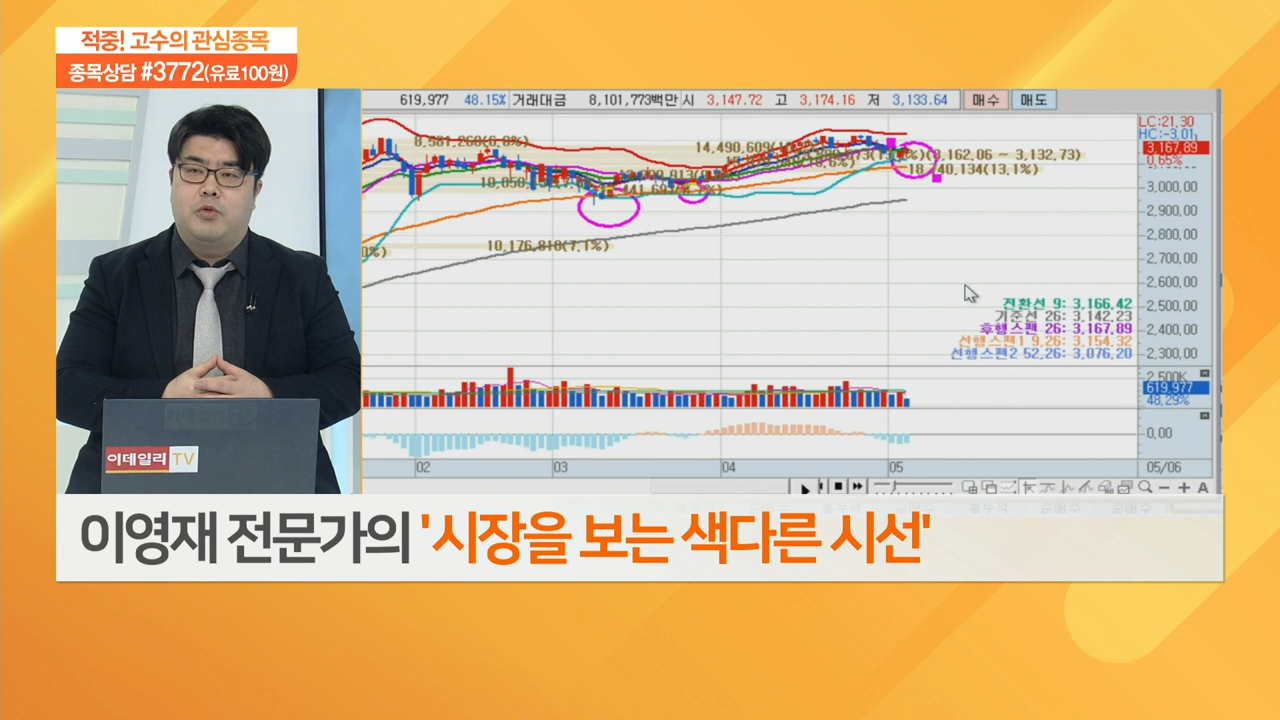 적중! 고수의 관심종목
종목상담 #3772(유료100원)
619,977 48.15% 거래대금 8,101,773백만 시 3,147.72 고 3,174.16 저 3,133.64 매수 매도
LC:21,30
HC:-3,01
3,167,89
0,65%
3,000,00
2,900,00
2,800,00
2,700,00
2,600,00
2,500,00
2,400,00
2,300,00
8,581,260(6,8%)
(3,162,06 ~ 3,132,73)
40,134(13,1%)
10,176,818(7,1%)
0%)
전환선 9: 3,166.42
기준선 26: 3,142,23
후행스팬 26: 3,167,89
선행스팬1 9,26: 3,154,32
선행스팬2 52,26: 3,076,20
2,500K
619,977
48,29%
0,00
02 03 04 05 05/06
이데일리 TV
이영재 전문가의 '시장을 보는 색다른 시선'